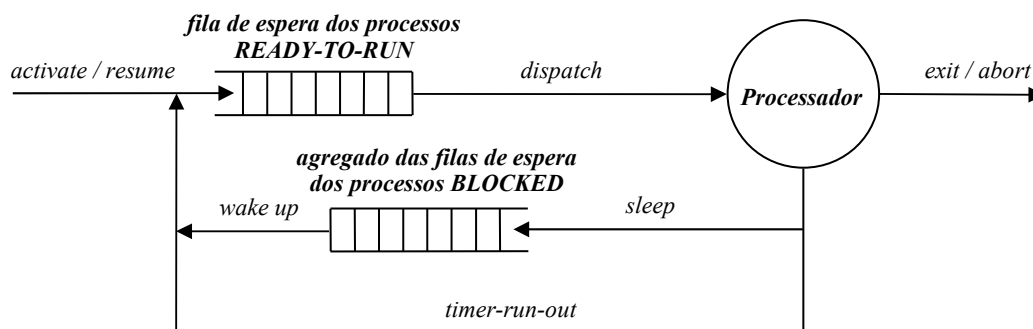 fila de espera dos processos
READY-TO-RUN
activate / resume
dispatch
exit / abort
Processador
agregado das filas de espera
dos processos BLOCKED
wake up
sleep
timer-run-out